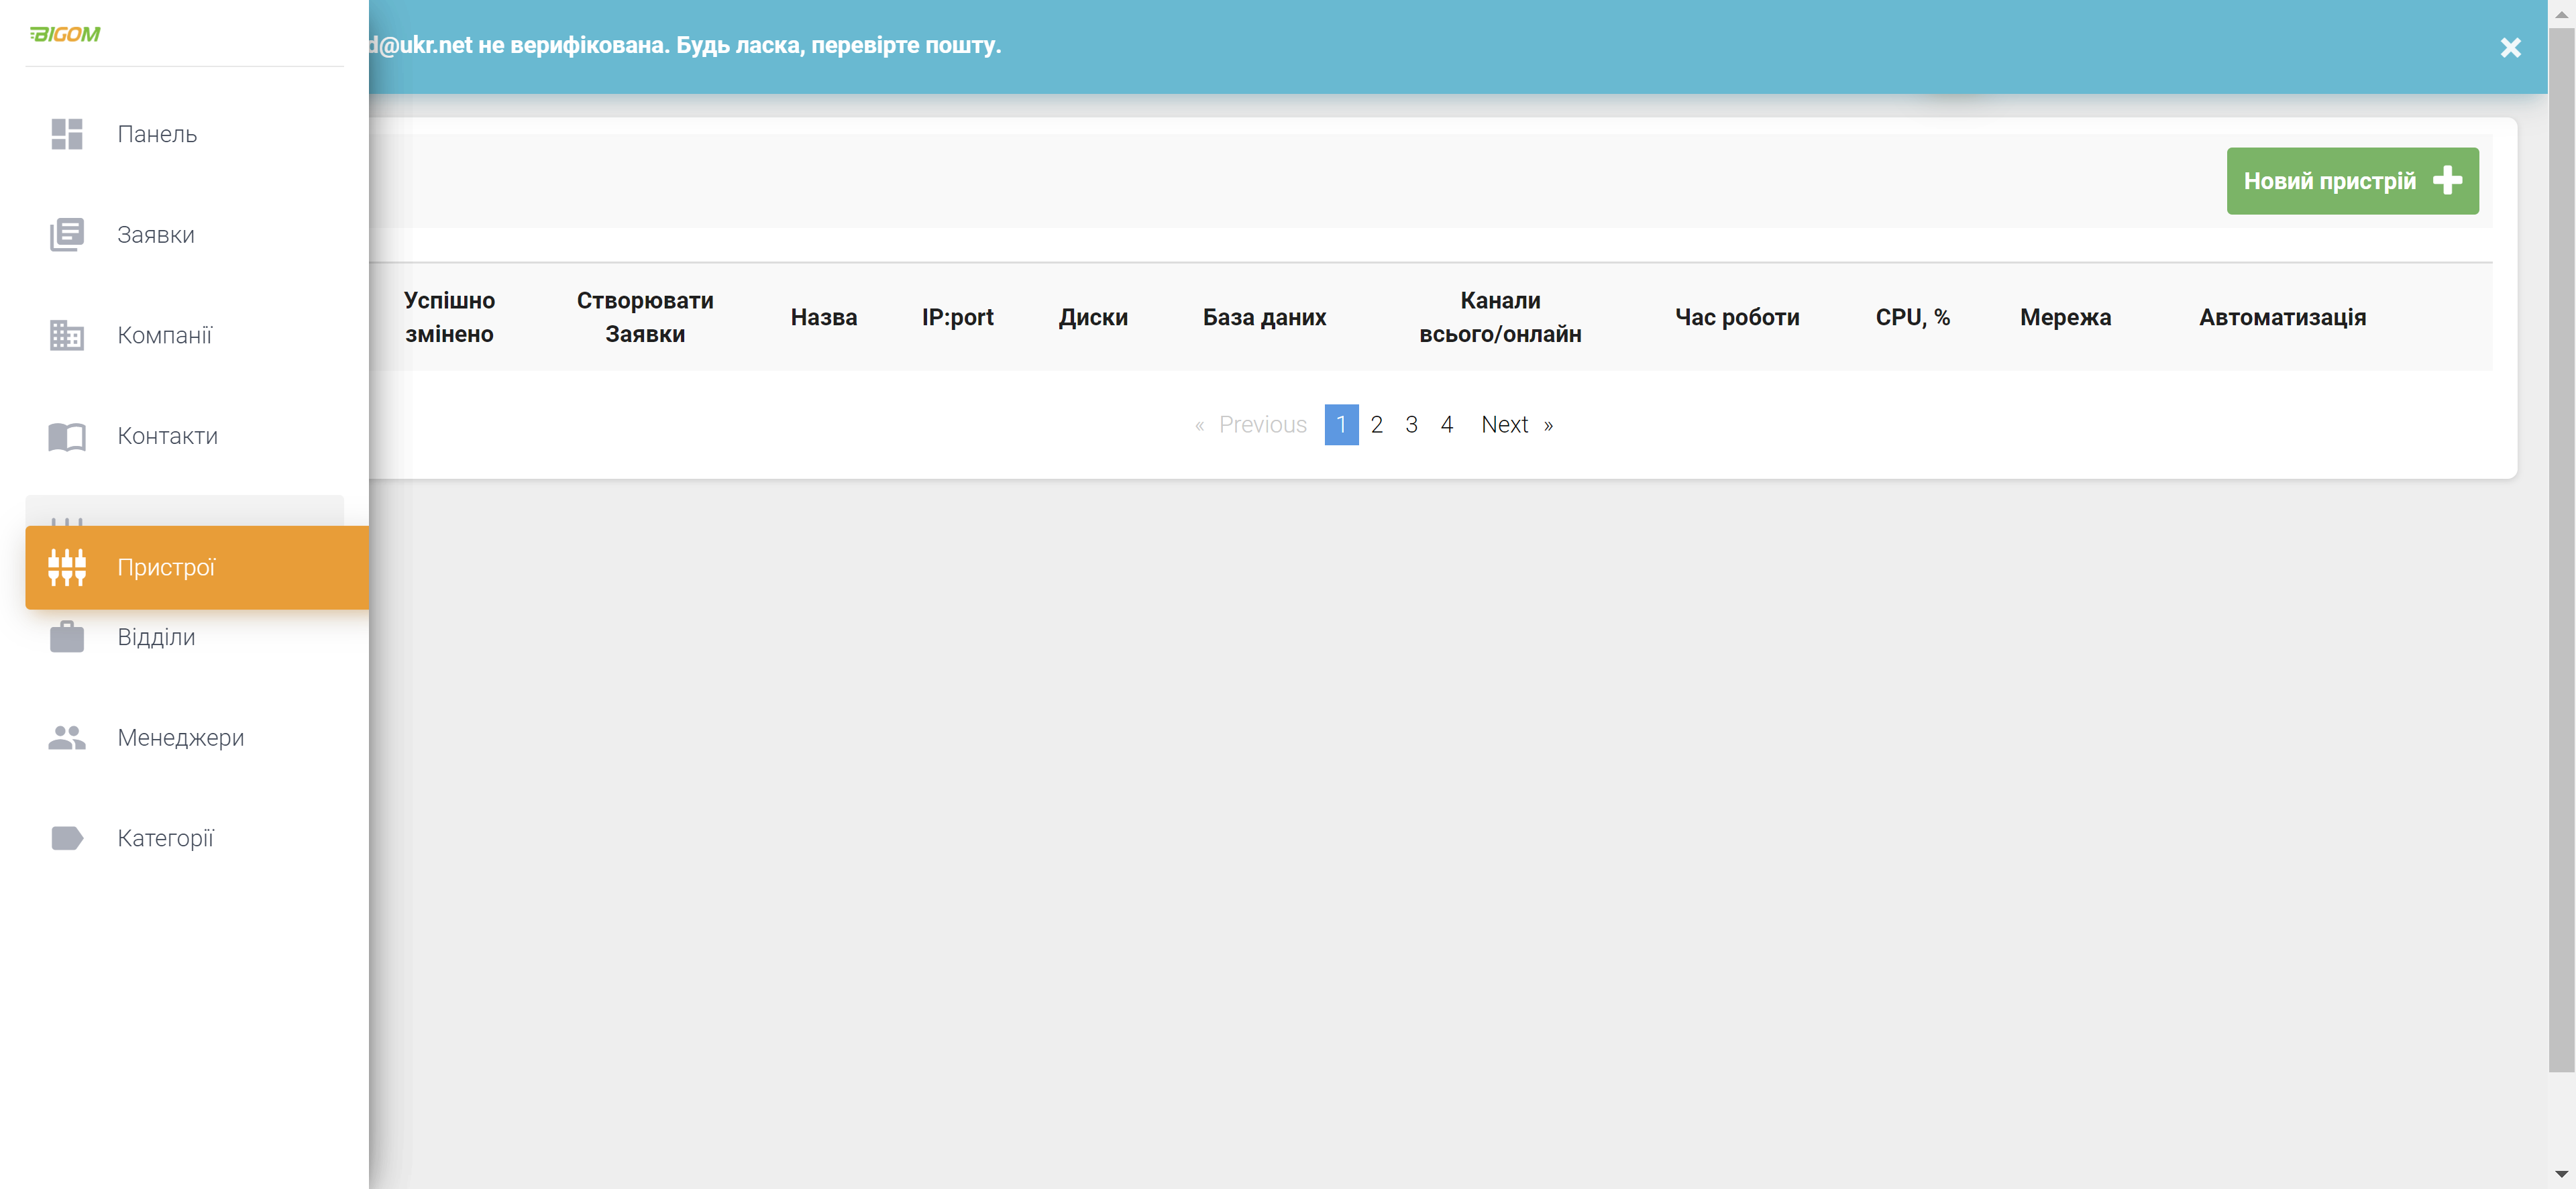 BIGOM
d@ukr.net не верифікована. Будь ласка, перевірте пошту.
Панель
Заявки
Компанії
Контакти
Пристрої
Відділи
Менеджери
Категорії
Новий пристрій
Успішно
змінено
Створювати
Заявки
Назва
IP:port
Диски
База даних
Канали
всього/онлайн
Час роботи
CPU, %
Мережа
Автоматизація
« Previous 1 2 3 4 Next »